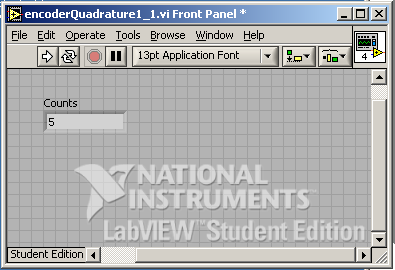 encoderQuadrature1_1.vi Front Panel *
File Edit Operate Tools Browse Window Help
13pt Application Font
4
Counts
5
NATIONAL
INSTRUMENTS
LabVIEW™ Student Edition
Student Edition